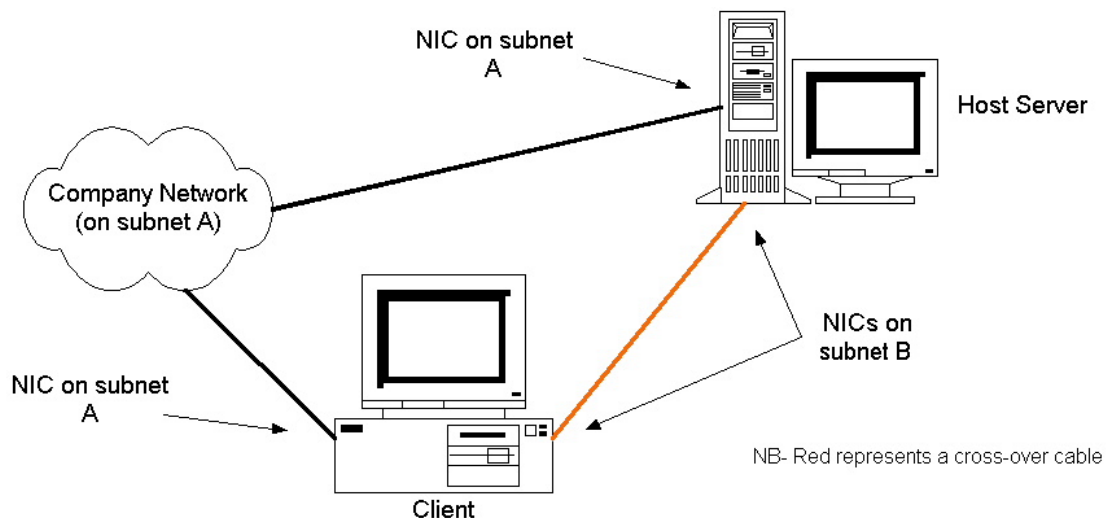 NIC on subnet
A
Host Server
Company Network
(on subnet A)
NICs on
subnet B
NIC on subnet
A
NB- Red represents a cross-over cable
Client